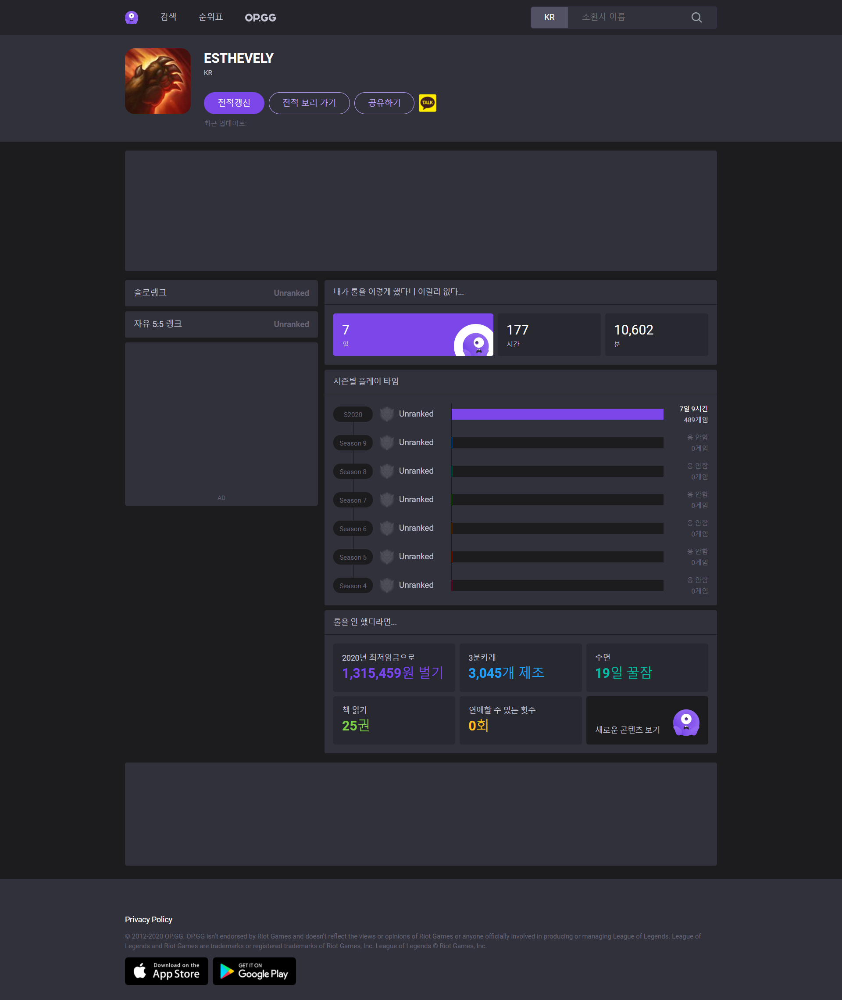 검색
순위표
OP.GG
KR
소환사 이름
ESTHEVELY
KR
전적갱신
전적 보러 가기
공유하기
TALK
최근 업데이트:
솔로랭크
Unranked
자유 5:5 랭크
Unranked
AD
내가 롤을 이렇게 했다니 이럴리 없다...
7
일
177
시간
10,602
분
시즌별 플레이 타임
S2020
Unranked
7일 9시간
489게임
Season 9
Unranked
응 안함
0게임
Season 8
Unranked
응 안함
0게임
Season 7
Unranked
응 안함
0게임
Season 6
Unranked
응 안함
0게임
Season 5
Unranked
응 안함
0게임
Season 4
Unranked
응 안함
0게임
롤을 안 했더라면...
2020년 최저임금으로
1,315,459원 벌기
3분카레
3,045개 제조
수면
19일 꿀잠
책 읽기
25권
연애할 수 있는 횟수
0회
새로운 콘텐츠 보기
Privacy Policy
© 2012-2020 OP.GG. OP.GG isn’t endorsed by Riot Games and doesn’t reflect the views or opinions of Riot Games or anyone officially involved in producing or managing League of Legends. League of
Legends and Riot Games are trademarks or registered trademarks of Riot Games, Inc. League of Legends © Riot Games, Inc.
Download on the
App Store
GET IT ON
Google Play